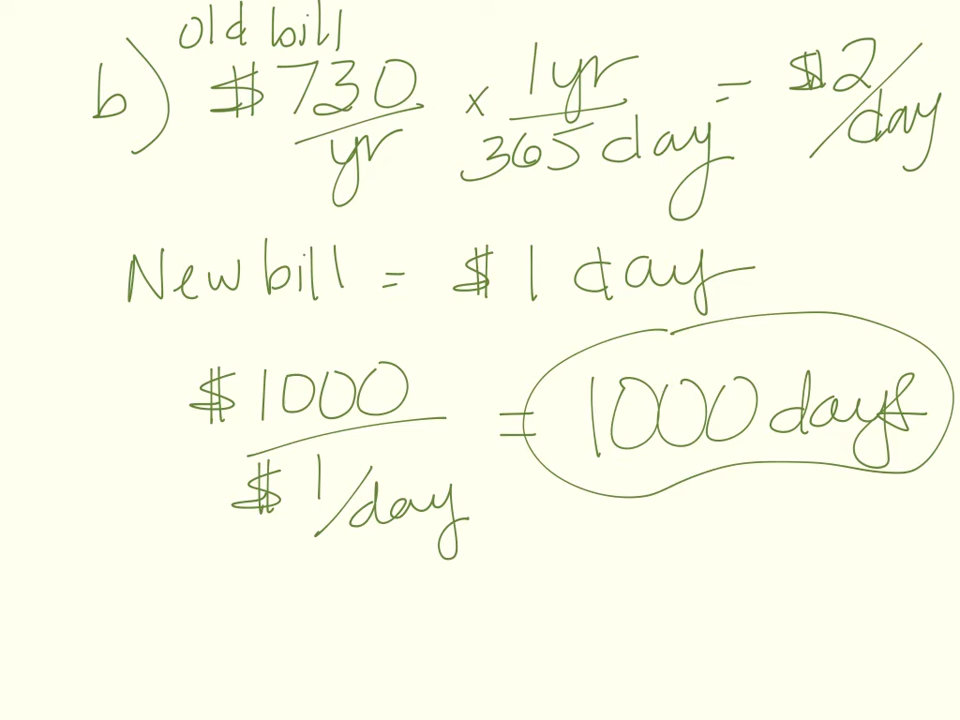 old bill
b) $730/yr × 1yr/365 day = $2/day
New bill = $1 day
$1000/$1/day = 1000 days